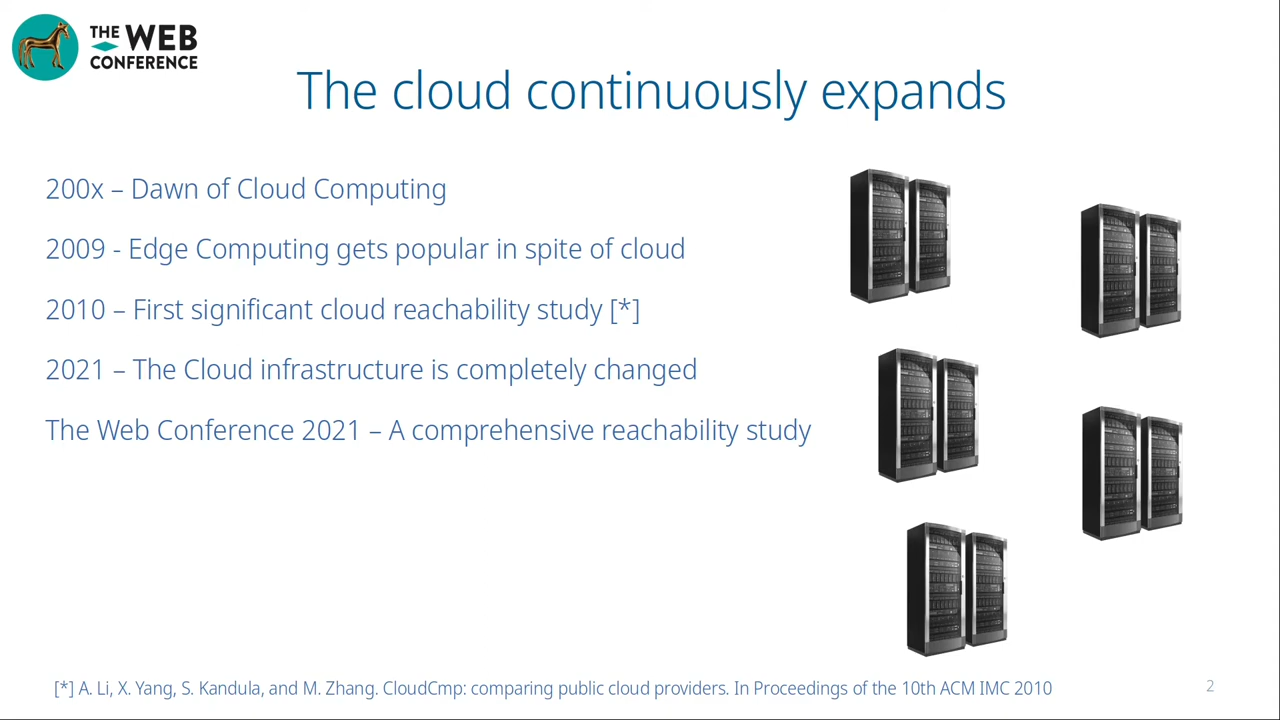 THE WEB
CONFERENCE
The cloud continuously expands
200x – Dawn of Cloud Computing
2009 - Edge Computing gets popular in spite of cloud
2010 – First significant cloud reachability study [*]
2021 – The Cloud infrastructure is completely changed
The Web Conference 2021 – A comprehensive reachability study
[*] A. Li, X. Yang, S. Kandula, and M. Zhang. CloudCmp: comparing public cloud providers. In Proceedings of the 10th ACM IMC 2010
2